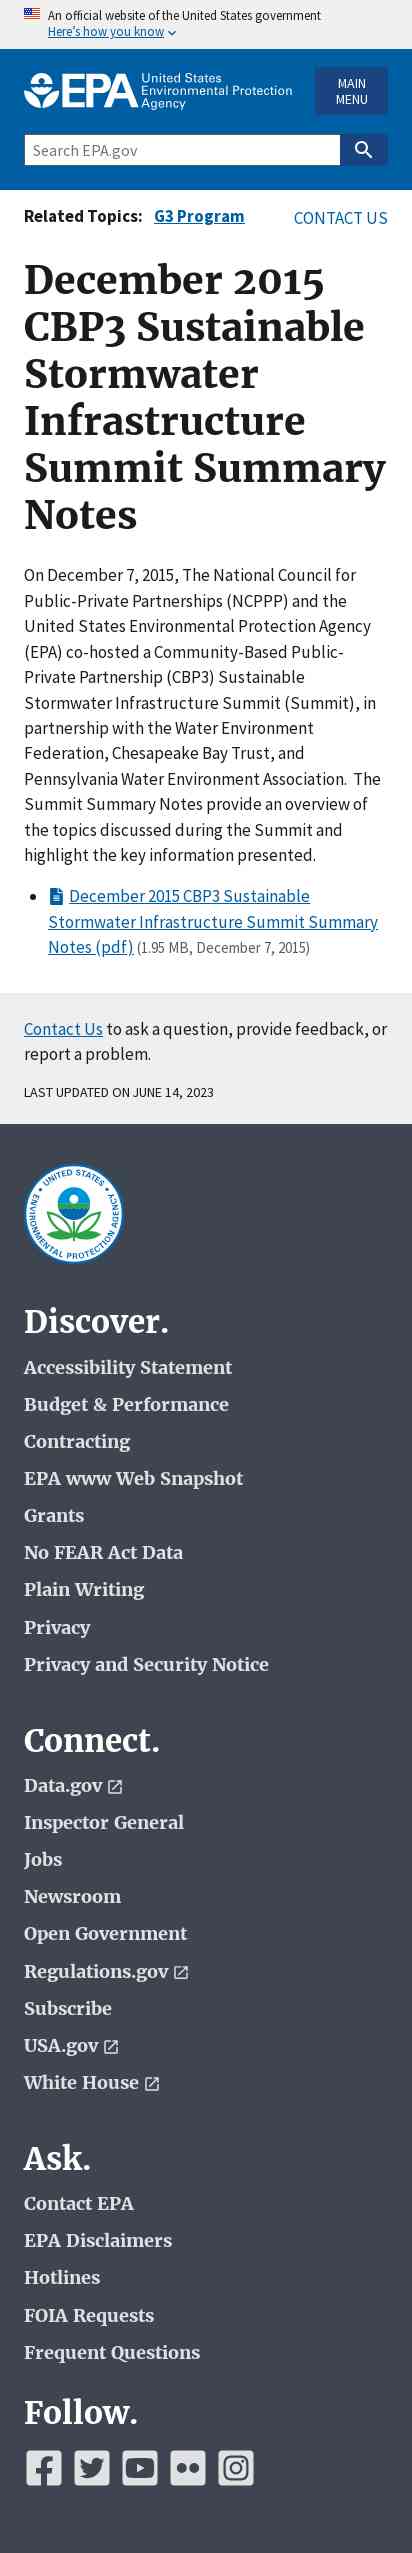 An official website of the United States government
Here's how you know
EPA United States
Environmental Protection
Agency
MAIN
MENU
Search EPA.gov
Related Topics: G3 Program
CONTACT US
December 2015
CBP3 Sustainable
Stormwater
Infrastructure
Summit Summary
Notes
On December 7, 2015, The National Council for
Public-Private Partnerships (NCPPP) and the
United States Environmental Protection Agency
(EPA) co-hosted a Community-Based Public-
Private Partnership (CBP3) Sustainable
Stormwater Infrastructure Summit (Summit), in
partnership with the Water Environment
Federation, Chesapeake Bay Trust, and
Pennsylvania Water Environment Association. The
Summit Summary Notes provide an overview of
the topics discussed during the Summit and
highlight the key information presented.
• December 2015 CBP3 Sustainable
Stormwater Infrastructure Summit Summary
Notes (pdf) (1.95 MB, December 7, 2015)
Contact Us to ask a question, provide feedback, or
report a problem.
LAST UPDATED ON JUNE 14, 2023
UNITED STATES
ENVIRONMENTAL PROTECTION AGENCY
Discover.
Accessibility Statement
Budget & Performance
Contracting
EPA www Web Snapshot
Grants
No FEAR Act Data
Plain Writing
Privacy
Privacy and Security Notice
Connect.
Data.gov
Inspector General
Jobs
Newsroom
Open Government
Regulations.gov
Subscribe
USA.gov
White House
Ask.
Contact EPA
EPA Disclaimers
Hotlines
FOIA Requests
Frequent Questions
Follow.